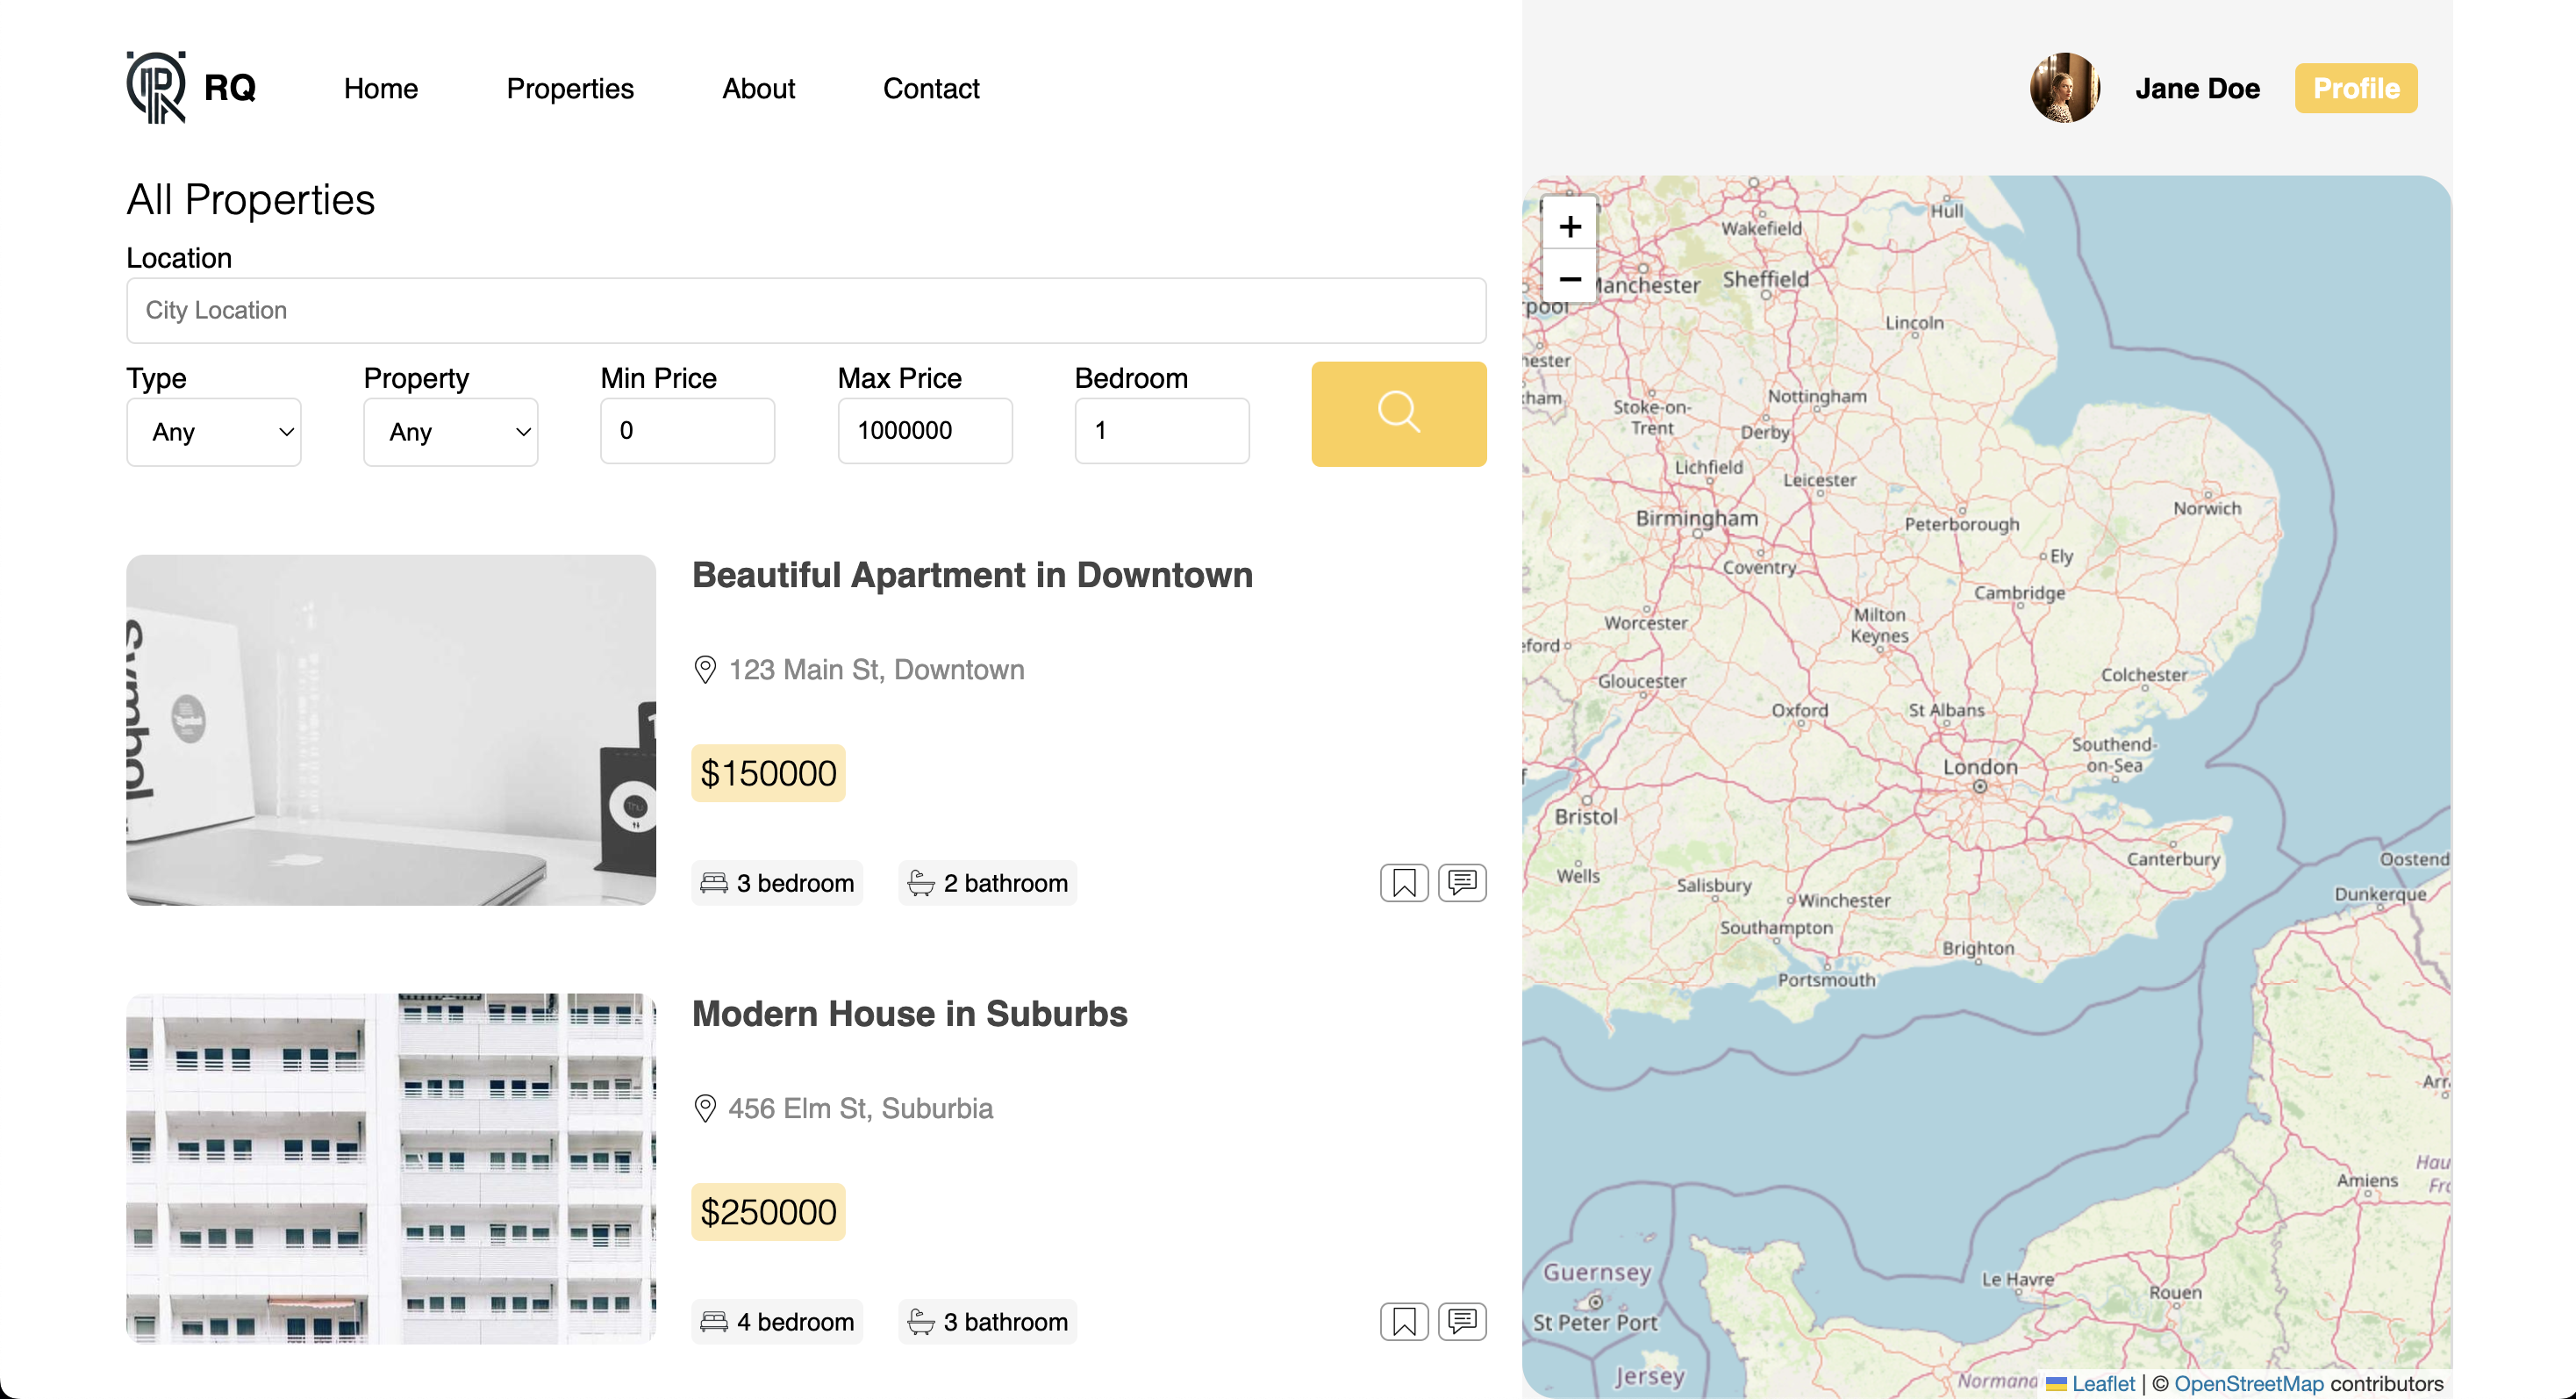 RQ
Home
Properties
About
Contact
Jane Doe
Profile
All Properties
Location
City Location
Type
Property
Min Price
Max Price
Bedroom
Any
Any
0
1000000
1
Beautiful Apartment in Downtown
123 Main St, Downtown
$150000
3 bedroom
2 bathroom
Symbol
Symbol
THU
Modern House in Suburbs
456 Elm St, Suburbia
$250000
4 bedroom
3 bathroom
+
−
Hull
Wakefield
Manchester
Sheffield
pool
Lincoln
hester
Stoke-on-
Trent
Nottingham
Derby
ham
Lichfield
Leicester
Birmingham
Peterborough
Norwich
Coventry
Ely
Cambridge
Worcester
Milton
Keynes
eford
Gloucester
Colchester
Oxford
St Albans
Southend-
on-Sea
London
Bristol
Canterbury
Oostend
Wells
Salisbury
Winchester
Dunkerque
Southampton
Brighton
Portsmouth
Arr
Hau
Fr
Amiens
Guernsey
St Peter Port
Le Havre
Rouen
Jersey
Normand
Leaflet | © OpenStreetMap contributors